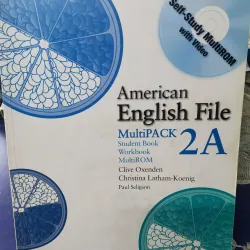 Self-Study MultiROM
with video
American
English File
MultiPACK 2A
Student Book
Workbook
MultiROM
Clive Oxenden
Christina Latham-Koenig
Paul Seligson